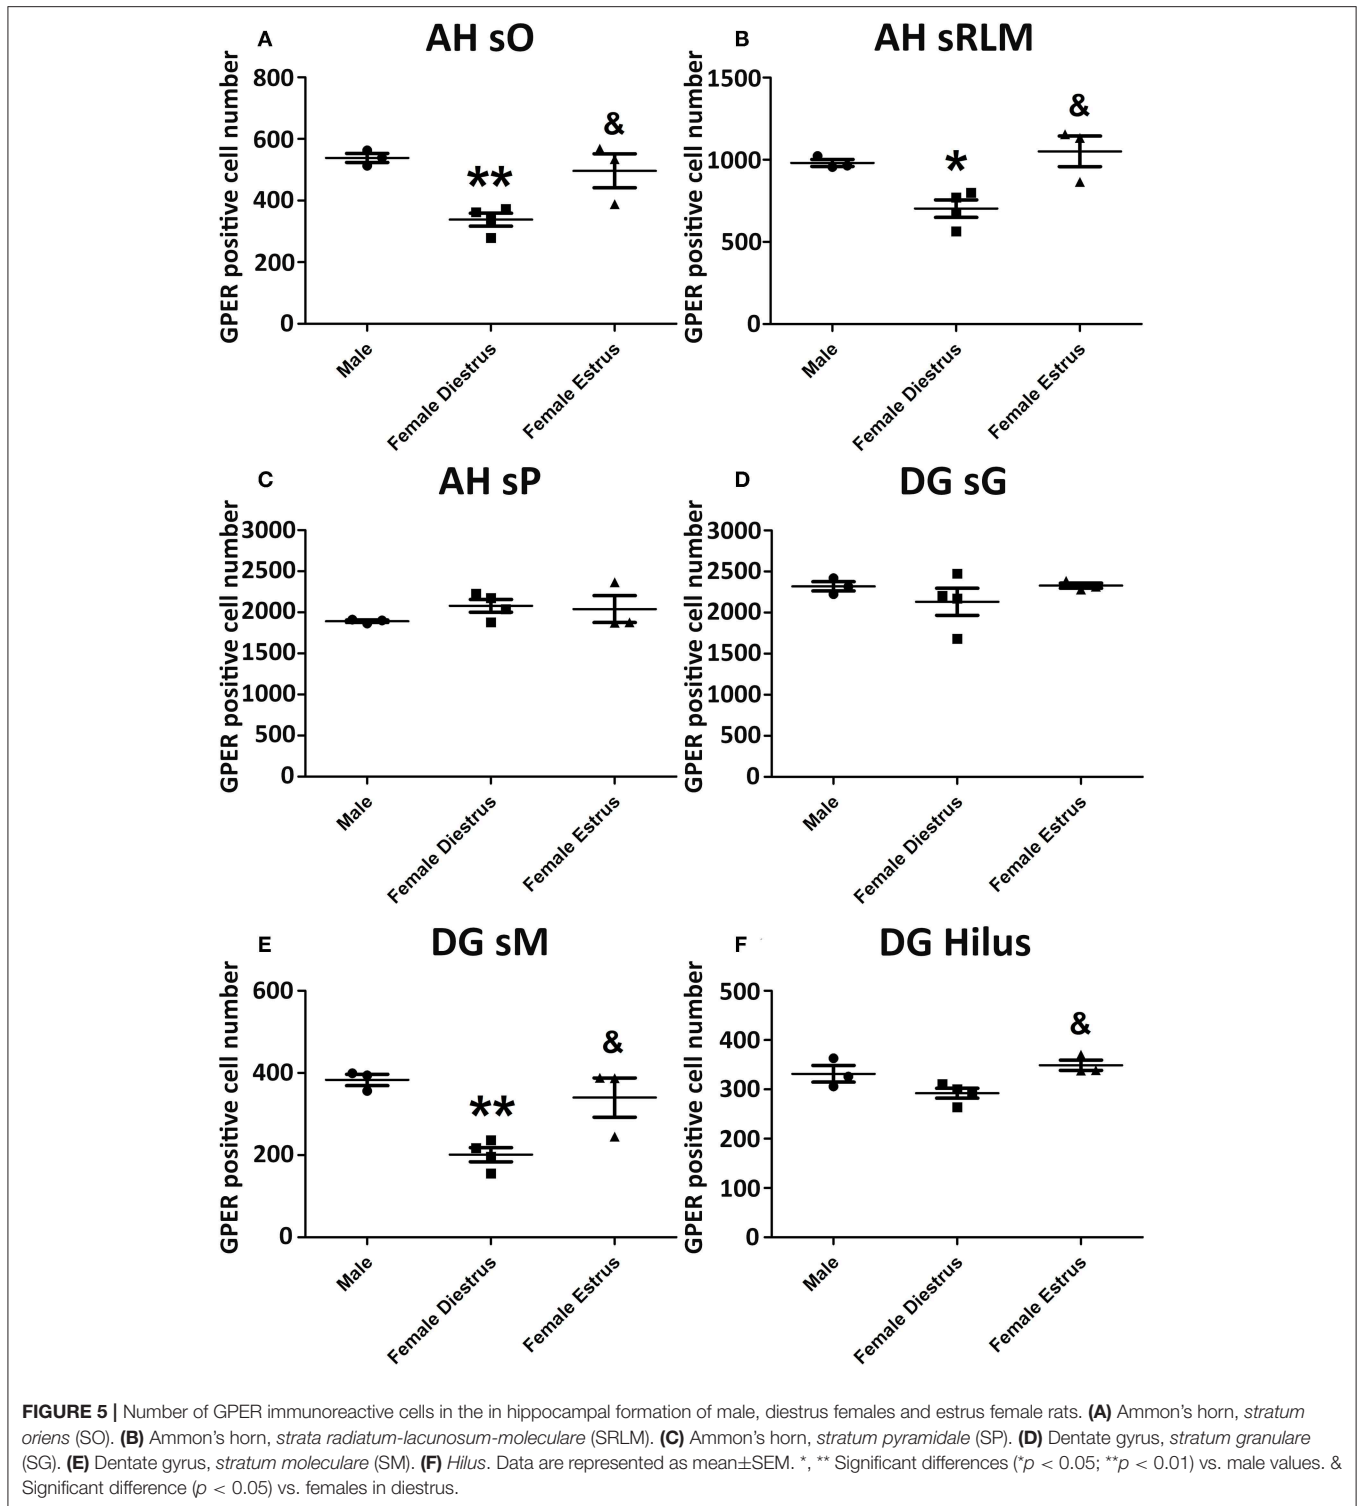 A
AH sO
GPER positive cell number
800
600
400
200
0
**
&
Male
Female Diestrus
Female Estrus
B
AH sRLM
GPER positive cell number
1500
1000
500
0
*
&
Male
Female Diestrus
Female Estrus
C
AH sP
GPER positive cell number
3000
2500
2000
1500
1000
500
0
Male
Female Diestrus
Female Estrus
D
DG sG
GPER positive cell number
3000
2500
2000
1500
1000
500
0
Male
Female Diestrus
Female Estrus
E
DG sM
GPER positive cell number
600
400
200
0
**
&
Male
Female Diestrus
Female Estrus
F
DG Hilus
GPER positive cell number
500
400
300
200
100
0
&
Male
Female Diestrus
Female Estrus
FIGURE 5 | Number of GPER immunoreactive cells in the in hippocampal formation of male, diestrus females and estrus female rats. (A) Ammon's horn, stratum
oriens (SO). (B) Ammon's horn, strata radiatum-lacunosum-moleculare (SRLM). (C) Ammon's horn, stratum pyramidale (SP). (D) Dentate gyrus, stratum granulare
(SG). (E) Dentate gyrus, stratum moleculare (SM). (F) Hilus. Data are represented as mean±SEM. *, ** Significant differences (*p < 0.05; **p < 0.01) vs. male values. &
Significant difference (p < 0.05) vs. females in diestrus.